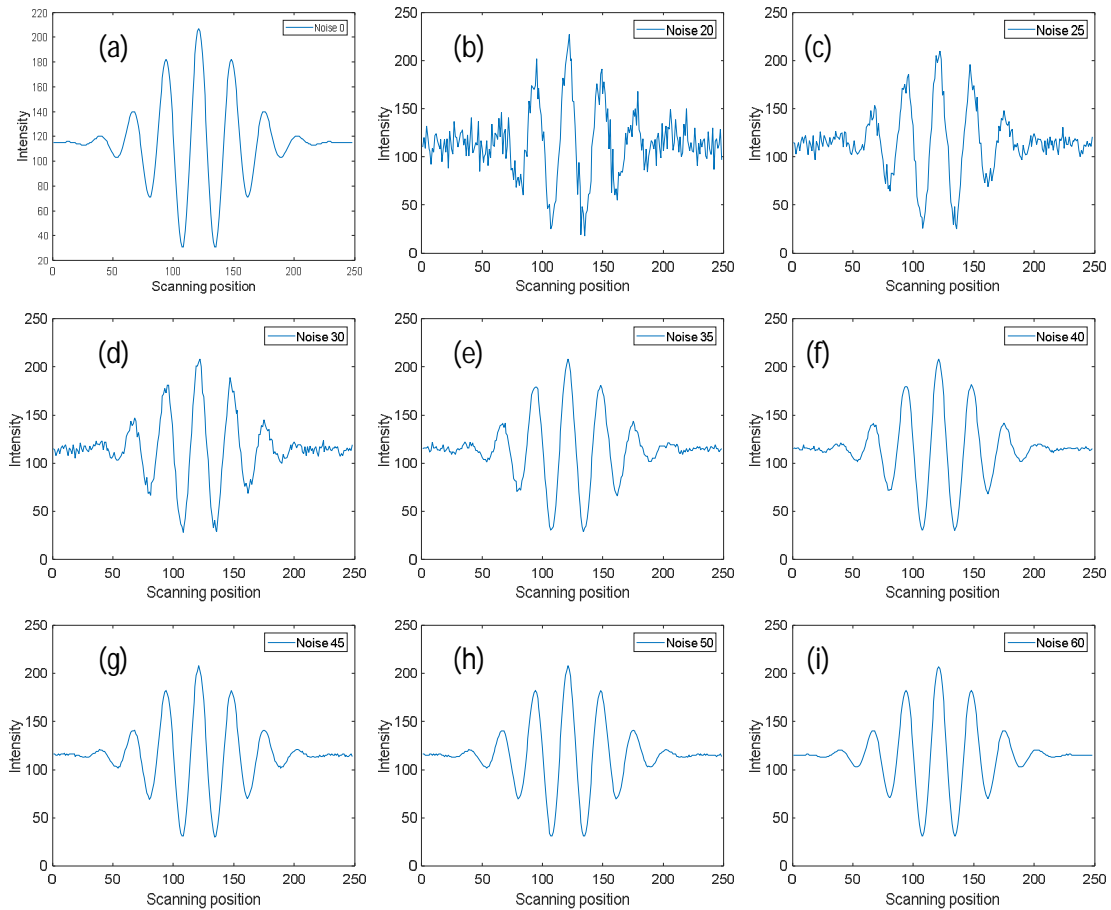 (a)
Noise 0
Intensity
220
200
180
160
140
120
100
80
60
40
20
0 50 100 150 200 250
Scanning position
(b)
Noise 20
Intensity
250
200
150
100
50
0
0 50 100 150 200 250
Scanning position
(c)
Noise 25
Intensity
250
200
150
100
50
0
0 50 100 150 200 250
Scanning position
(d)
Noise 30
Intensity
250
200
150
100
50
0
0 50 100 150 200 250
Scanning position
(e)
Noise 35
Intensity
250
200
150
100
50
0
0 50 100 150 200 250
Scanning position
(f)
Noise 40
Intensity
250
200
150
100
50
0
0 50 100 150 200 250
Scanning position
(g)
Noise 45
Intensity
250
200
150
100
50
0
0 50 100 150 200 250
Scanning position
(h)
Noise 50
Intensity
250
200
150
100
50
0
0 50 100 150 200 250
Scanning position
(i)
Noise 60
Intensity
250
200
150
100
50
0
0 50 100 150 200 250
Scanning position